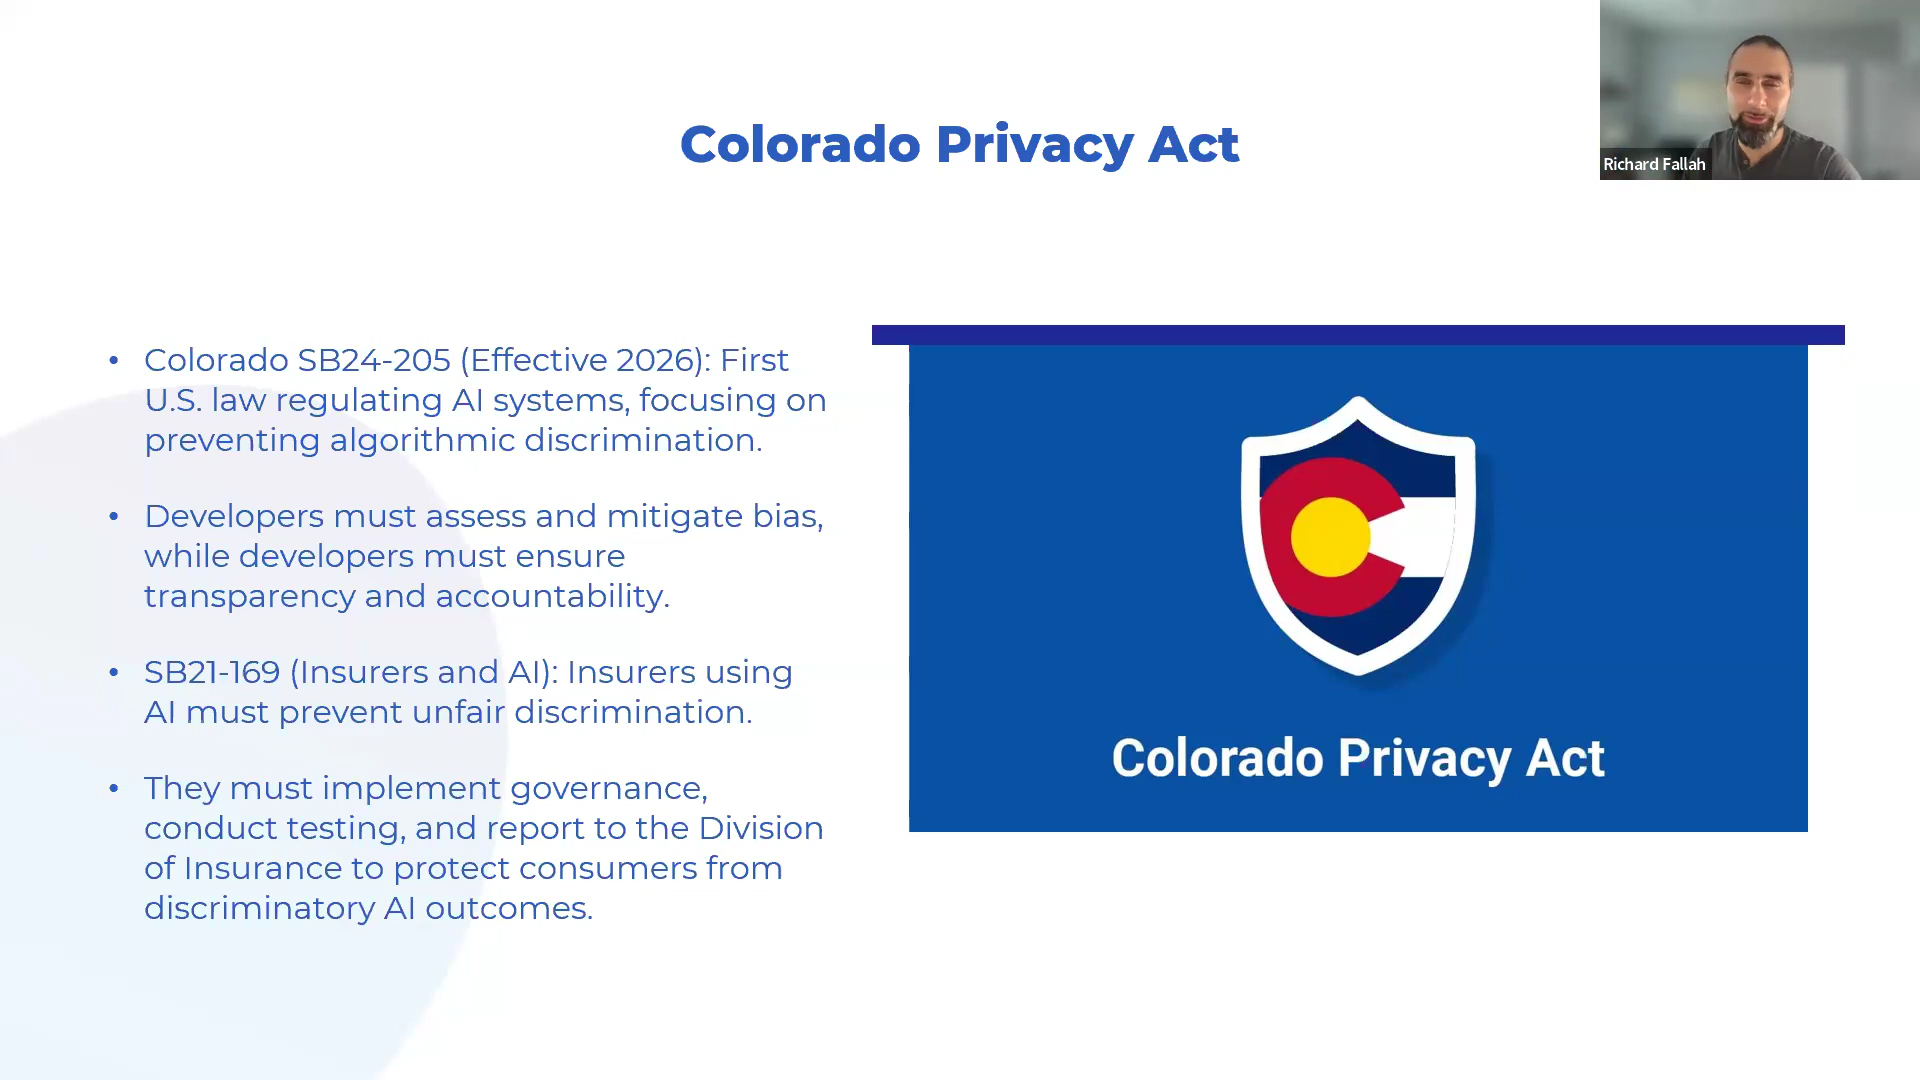 Colorado Privacy Act
Richard Fallah
• Colorado SB24-205 (Effective 2026): First
U.S. law regulating AI systems, focusing on
preventing algorithmic discrimination.
• Developers must assess and mitigate bias,
while developers must ensure
transparency and accountability.
• SB21-169 (Insurers and AI): Insurers using
AI must prevent unfair discrimination.
• They must implement governance,
conduct testing, and report to the Division
of Insurance to protect consumers from
discriminatory AI outcomes.
Colorado Privacy Act